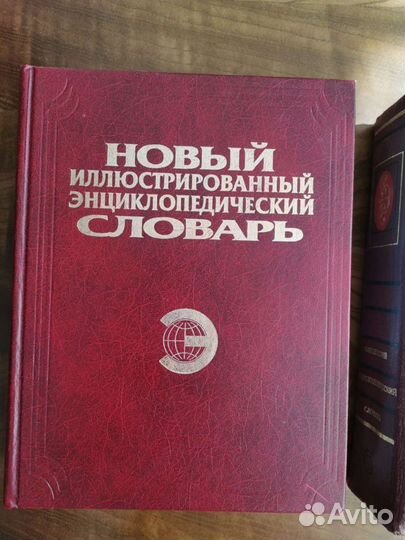 НОВЫЙ
ИЛЛЮСТРИРОВАННЫЙ
ЭНЦИКЛОПЕДИЧЕСКИЙ
СЛОВАРЬ
Э
Avito